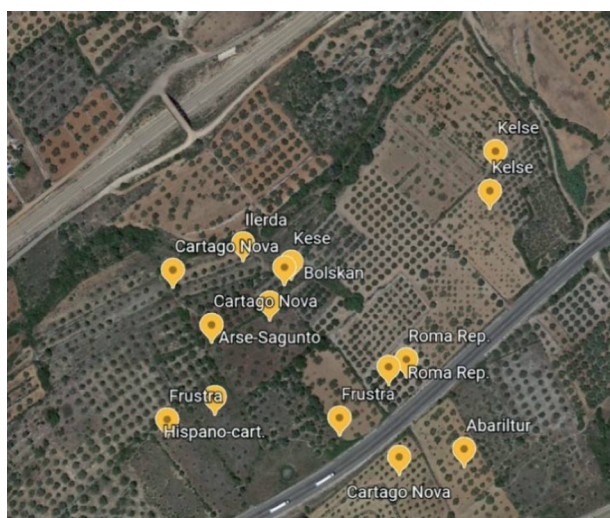 Kelse
Kelse
Ilerda
Cartago Nova
Kese
Bolskan
Cartago Nova
Arse-Sagunto
Roma Rep.
Roma Rep.
Frustra
Frustra
Hispano-cart.
Abariltur
Cartago Nova